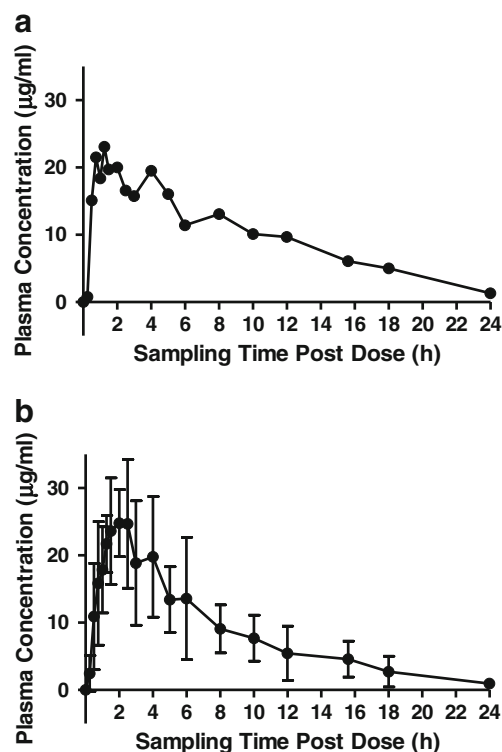 a
Plasma Concentration (µg/ml)
30
20
10
0
2 4 6 8 10 12 14 16 18 20 22 24
Sampling Time Post Dose (h)
b
Plasma Concentration (µg/ml)
30
20
10
0
2 4 6 8 10 12 14 16 18 20 22 24
Sampling Time Post Dose (h)